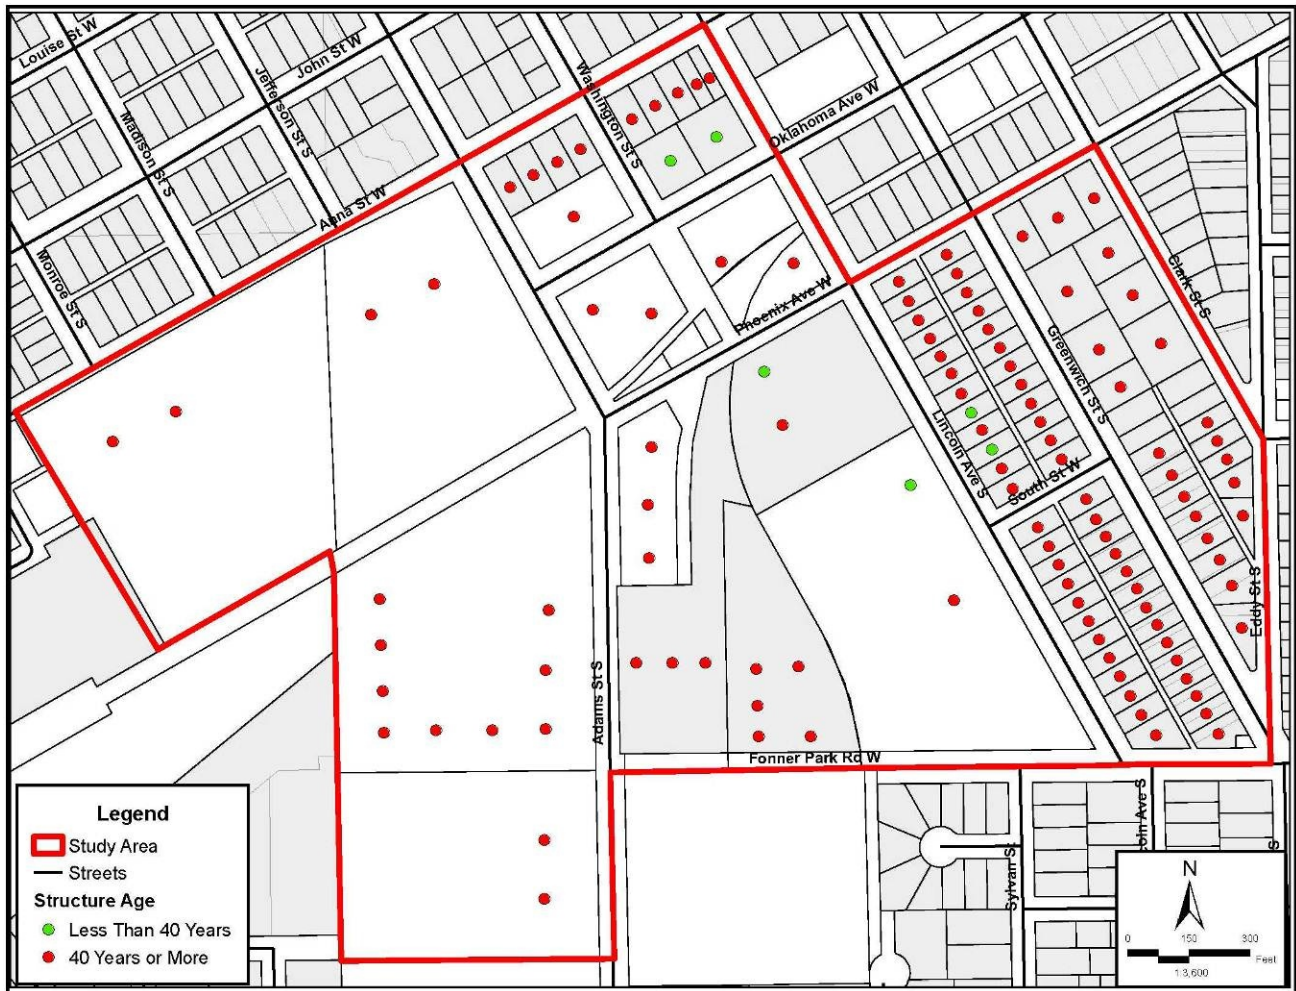 Louise St W
John St W
Jefferson St S
Madison St S
Monroe St S
Anna St W
Washington St S
Oklahoma Ave W
Phoenix Ave W
Clark St S
Greenwich St S
Lincoln Ave S
South St W
Eddy St S
Adams St S
Fonner Park Rd W
Sylvan St
coln Ave S
S
Legend
Study Area
Streets
Structure Age
Less Than 40 Years
40 Years or More
N
0 150 300
Feet
1:3,600